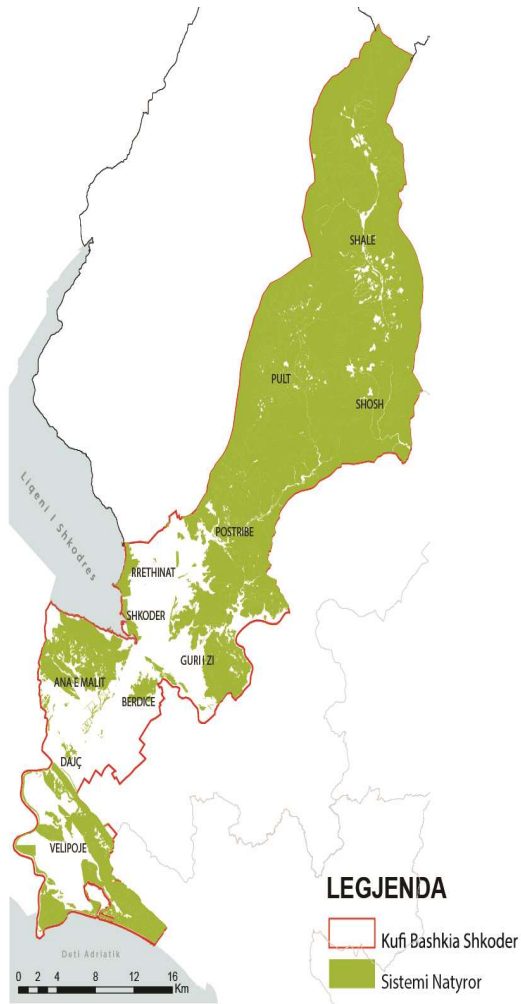 SHALE
PULT
SHOSH
Liqeni I Shkodres
POSTRIBE
RRETHINAT
SHKODER
GURI I ZI
ANA E MALIT
BERDICE
DAJÇ
VELIPOJE
LEGJENDA
Kufi Bashkia Shkoder
Deti Adriatik
Sistemi Natyror
0 2 4 8 12 16
Km